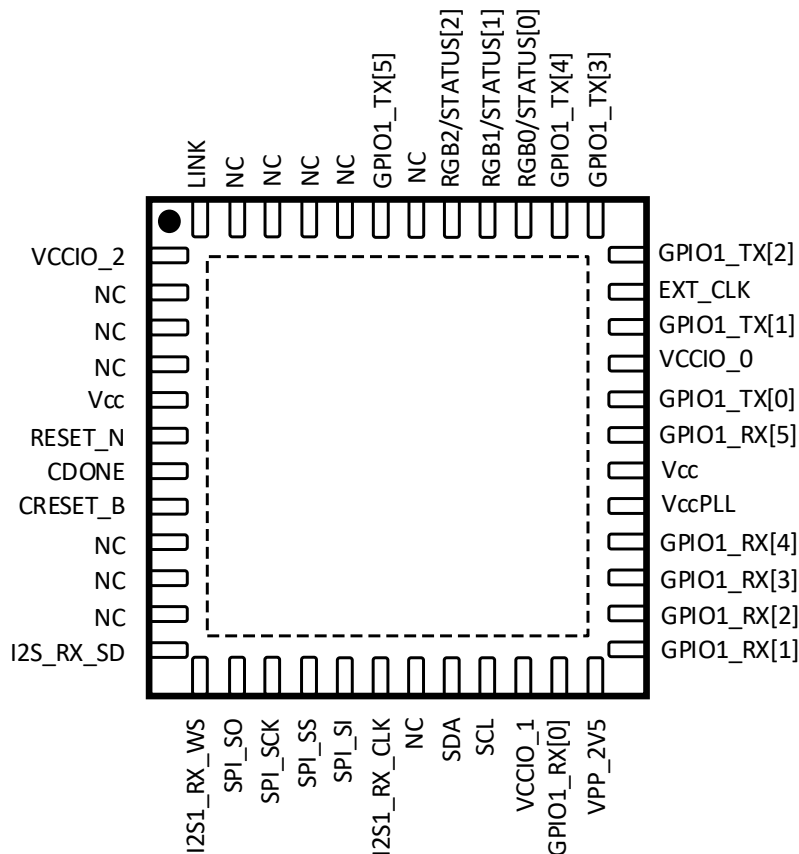 LINK
NC
NC
NC
NC
GPIO1_TX[5]
NC
RGB2/STATUS[2]
RGB1/STATUS[1]
RGB0/STATUS[0]
GPIO1_TX[4]
GPIO1_TX[3]
VCCIO_2
NC
NC
NC
Vcc
RESET_N
CDONE
CRESET_B
NC
NC
NC
I2S_RX_SD
GPIO1_TX[2]
EXT_CLK
GPIO1_TX[1]
VCCIO_0
GPIO1_TX[0]
GPIO1_RX[5]
Vcc
VccPLL
GPIO1_RX[4]
GPIO1_RX[3]
GPIO1_RX[2]
GPIO1_RX[1]
I2S1_RX_WS
SPI_SO
SPI_SCK
SPI_SS
SPI_SI
I2S1_RX_CLK
NC
SDA
SCL
VCCIO_1
GPIO1_RX[0]
VPP_2V5